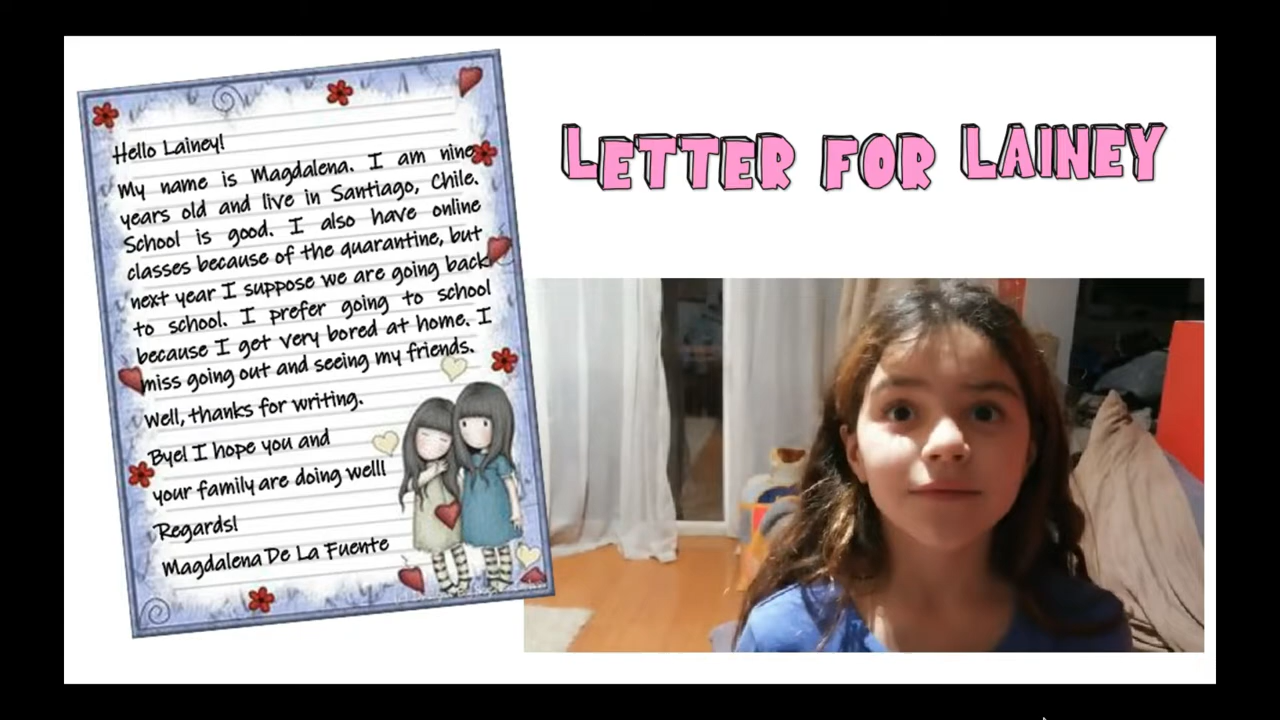 LETTER FOR LAINEY
Hello Lainey!
My name is Magdalena. I am nine
years old and live in Santiago, Chile.
School is good. I also have online
classes because of the quarantine, but
next year I suppose we are going back
to school. I prefer going to school
because I get very bored at home. I
miss going out and seeing my friends.
Well, thanks for writing.
Bye! I hope you and
your family are doing well!
Regards!
Magdalena De La Fuente